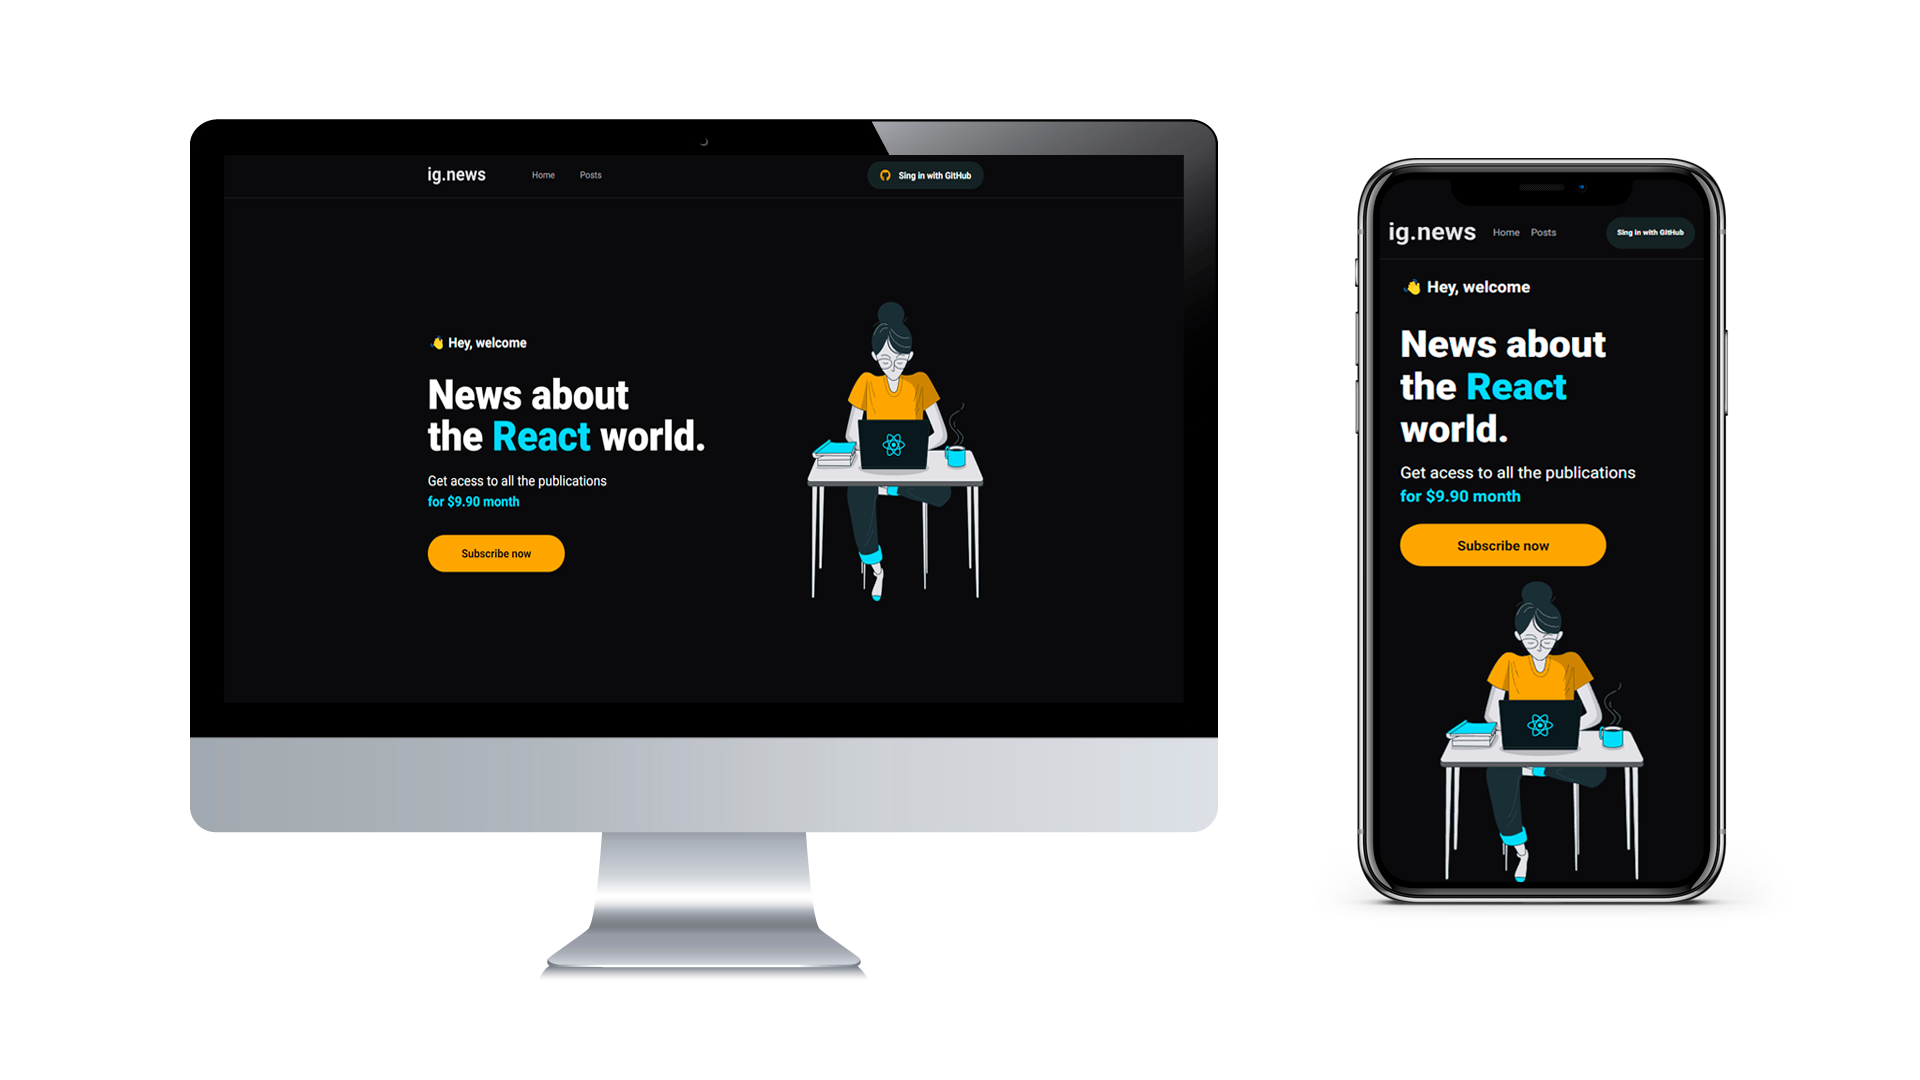 ig.news
Home
Posts
Sing in with GitHub
👋 Hey, welcome
News about
the React world.
Get acess to all the publications
for $9.90 month
Subscribe now
ig.news
Home
Posts
Sing in with GitHub
👋 Hey, welcome
News about
the React
world.
Get acess to all the publications
for $9.90 month
Subscribe now